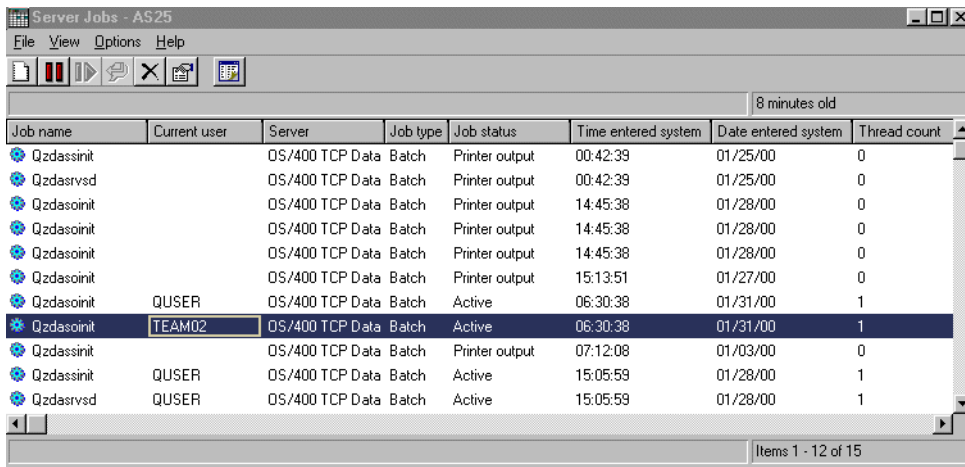 Server Jobs - AS25
File View Options Help
8 minutes old
Job name Current user Server Job type Job status Time entered system Date entered system Thread count
Qzdassinit OS/400 TCP Data Batch Printer output 00:42:39 01/25/00 0
Qzdasrvsd OS/400 TCP Data Batch Printer output 00:42:39 01/25/00 0
Qzdasoinit OS/400 TCP Data Batch Printer output 14:45:38 01/28/00 0
Qzdasoinit OS/400 TCP Data Batch Printer output 14:45:38 01/28/00 0
Qzdasoinit OS/400 TCP Data Batch Printer output 14:45:38 01/28/00 0
Qzdasoinit OS/400 TCP Data Batch Printer output 15:13:51 01/27/00 0
Qzdasoinit QUSER OS/400 TCP Data Batch Active 06:30:38 01/31/00 1
Qzdasoinit TEAM02 OS/400 TCP Data Batch Active 06:30:38 01/31/00 1
Qzdassinit OS/400 TCP Data Batch Printer output 07:12:08 01/03/00 0
Qzdassinit QUSER OS/400 TCP Data Batch Active 15:05:59 01/28/00 1
Qzdasrvsd QUSER OS/400 TCP Data Batch Active 15:05:59 01/28/00 1
Items 1 - 12 of 15